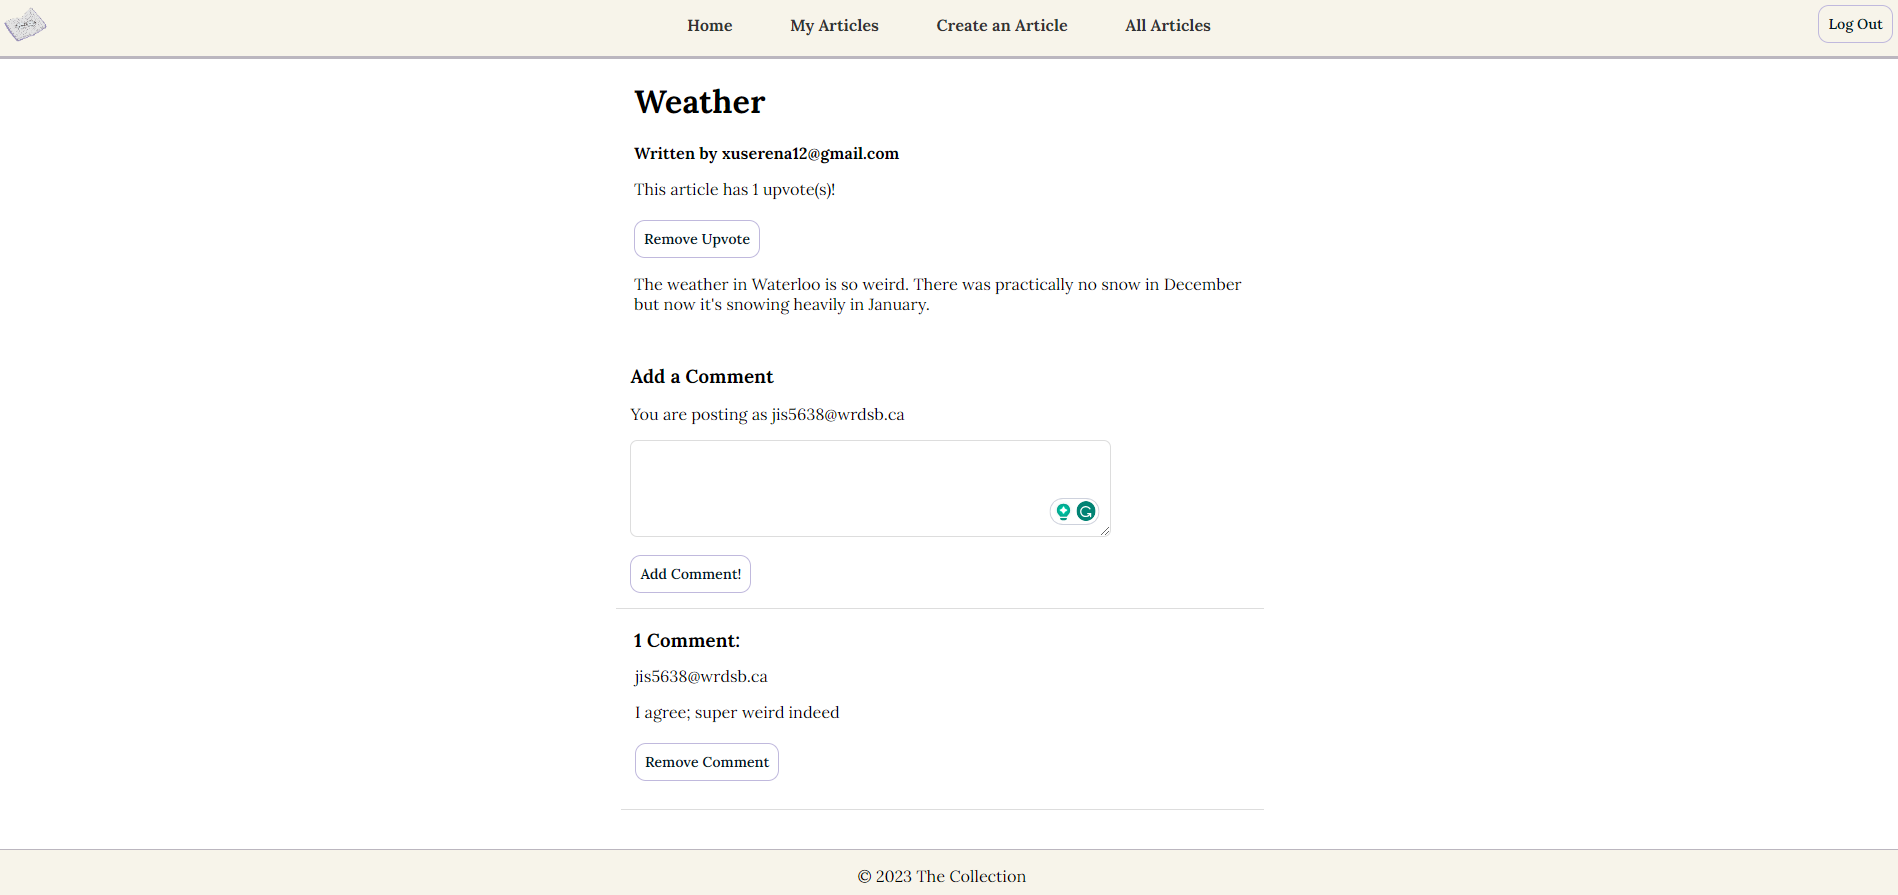 Home My Articles Create an Article All Articles Log Out
Weather
Written by xuserena12@gmail.com
This article has 1 upvote(s)!
Remove Upvote
The weather in Waterloo is so weird. There was practically no snow in December
but now it's snowing heavily in January.
Add a Comment
You are posting as jis5638@wrdsb.ca
Add Comment!
1 Comment:
jis5638@wrdsb.ca
I agree; super weird indeed
Remove Comment
© 2023 The Collection